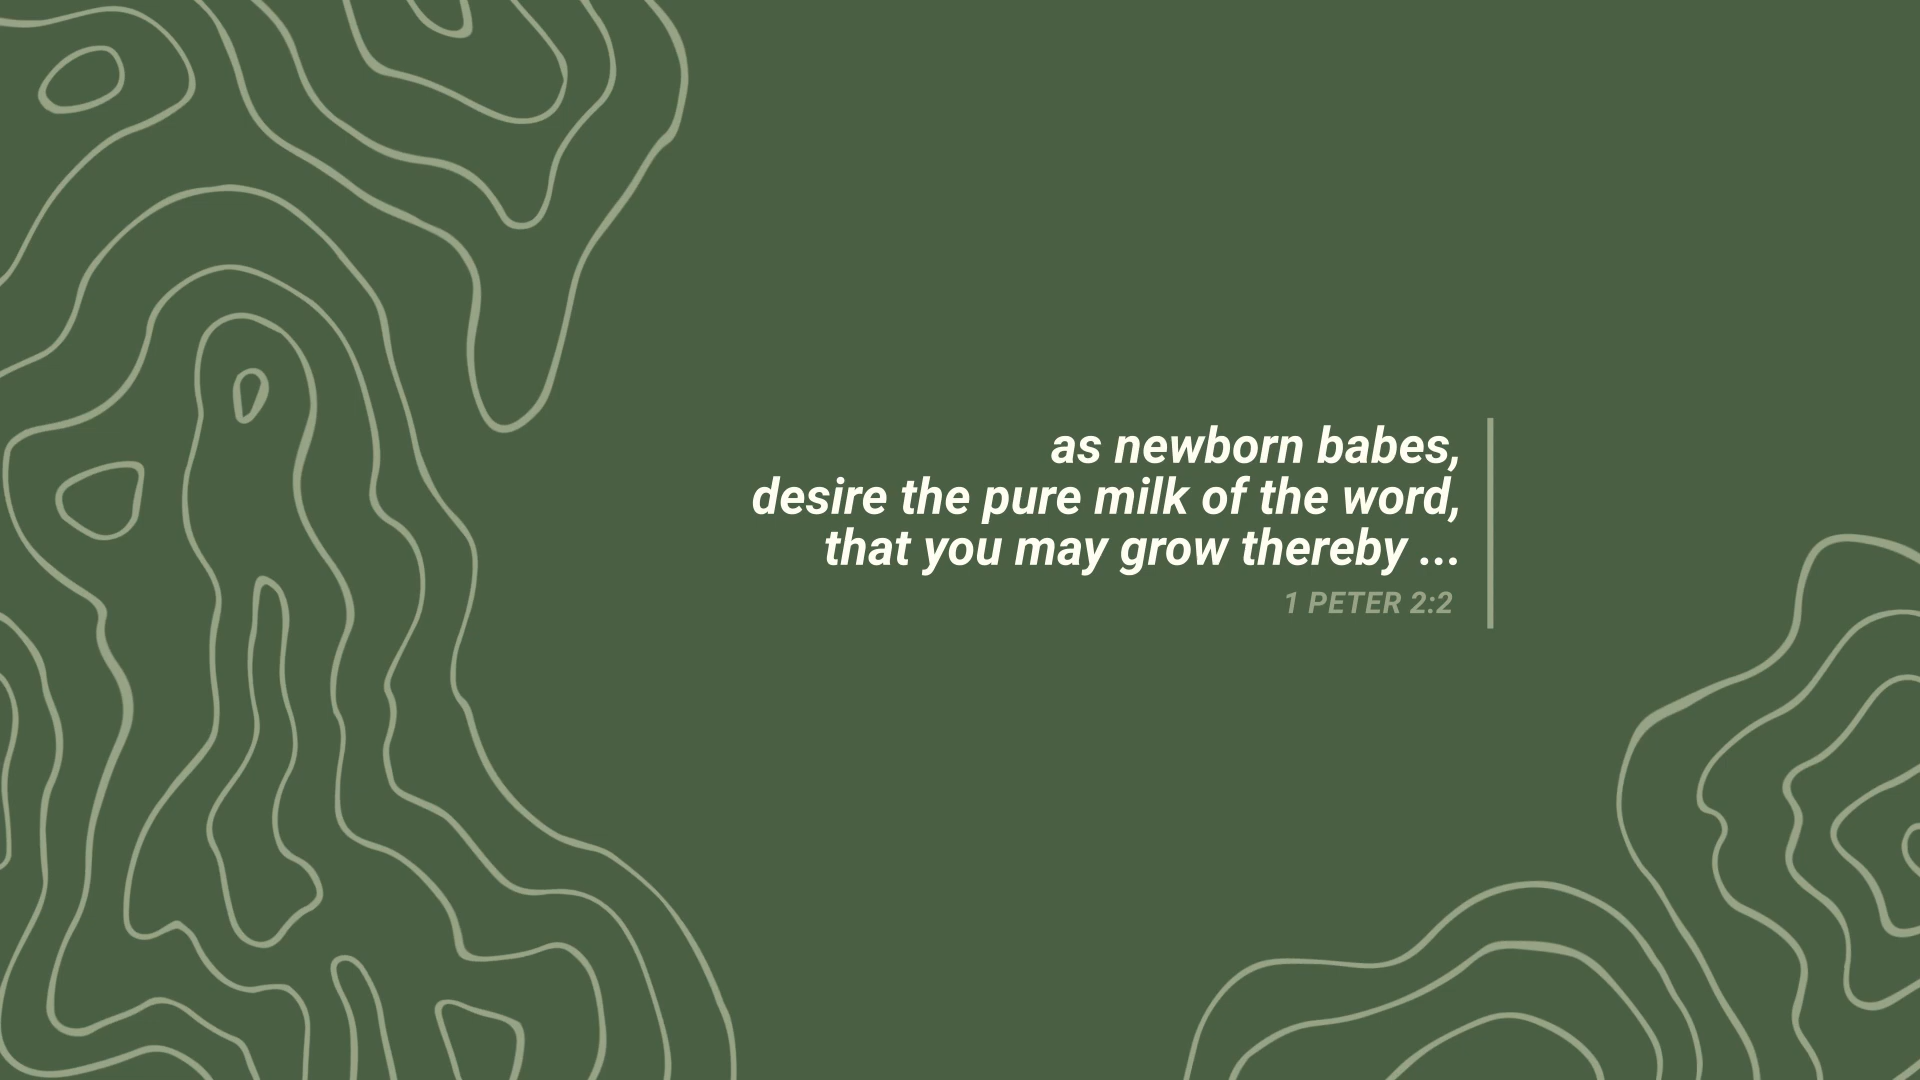 as newborn babes,
desire the pure milk of the word,
that you may grow thereby ...
1 PETER 2:2